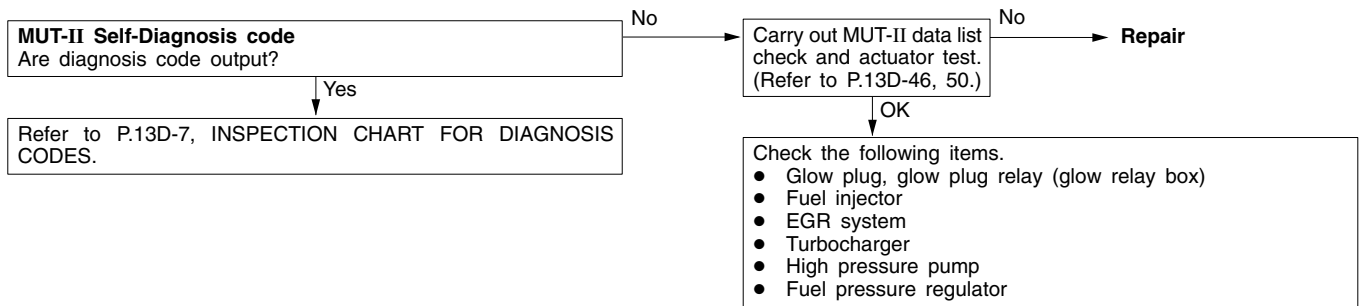 MUT-II Self-Diagnosis code
Are diagnosis code output?
No
Carry out MUT-II data list
check and actuator test.
(Refer to P.13D-46, 50.)
No
Repair
Yes
Refer to P.13D-7, INSPECTION CHART FOR DIAGNOSIS
CODES.
OK
Check the following items.
● Glow plug, glow plug relay (glow relay box)
● Fuel injector
● EGR system
● Turbocharger
● High pressure pump
● Fuel pressure regulator